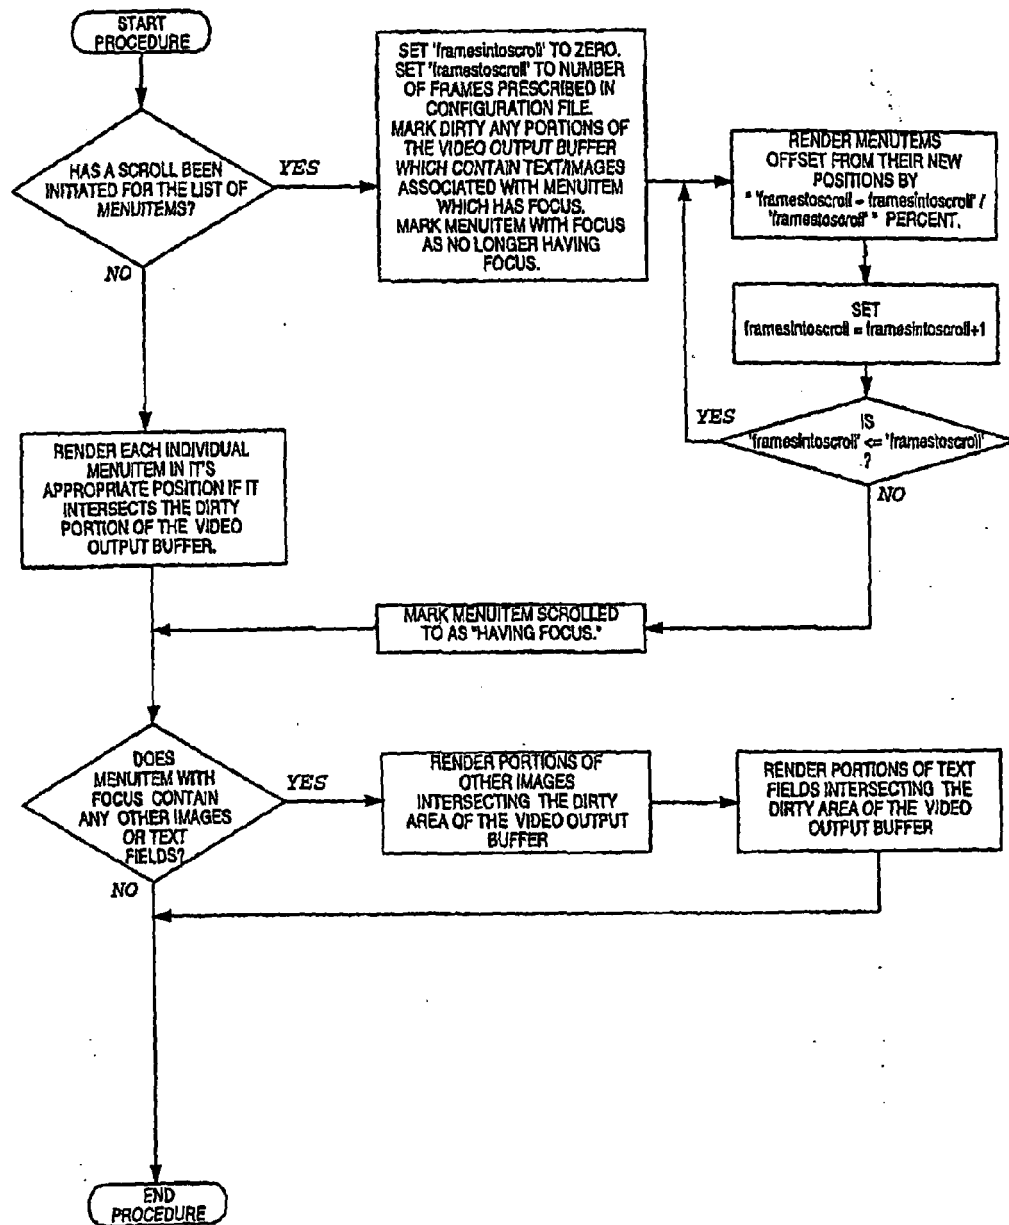 START
PROCEDURE
HAS A SCROLL BEEN
INITIATED FOR THE LIST OF
MENUITEMS?
YES
NO
SET 'framesintoscroll' TO ZERO.
SET 'framestoscroll' TO NUMBER
OF FRAMES PRESCRIBED IN
CONFIGURATION FILE.
MARK DIRTY ANY PORTIONS OF
THE VIDEO OUTPUT BUFFER
WHICH CONTAIN TEXT/IMAGES
ASSOCIATED WITH MENUITEM
WHICH HAS FOCUS.
MARK MENUITEM WITH FOCUS
AS NO LONGER HAVING
FOCUS.
RENDER MENUTEMS
OFFSET FROM THEIR NEW
POSITIONS BY
" 'framestoscroll - framesintoscroll' /
'framestoscroll' " PERCENT.
SET
framesintoscroll = framesintoscroll+1
IS
'framesintoscroll' <= 'framestoscroll'
?
YES
NO
RENDER EACH INDIVIDUAL
MENUITEM IN IT'S
APPROPRIATE POSITION IF IT
INTERSECTS THE DIRTY
PORTION OF THE VIDEO
OUTPUT BUFFER.
MARK MENUITEM SCROLLED
TO AS "HAVING FOCUS."
DOES
MENUITEM WITH
FOCUS CONTAIN
ANY OTHER IMAGES
OR TEXT
FIELDS?
YES
NO
RENDER PORTIONS OF
OTHER IMAGES
INTERSECTING THE DIRTY
AREA OF THE VIDEO OUTPUT
BUFFER
RENDER PORTIONS OF TEXT
FIELDS INTERSECTING THE
DIRTY AREA OF THE VIDEO
OUTPUT BUFFER
END
PROCEDURE